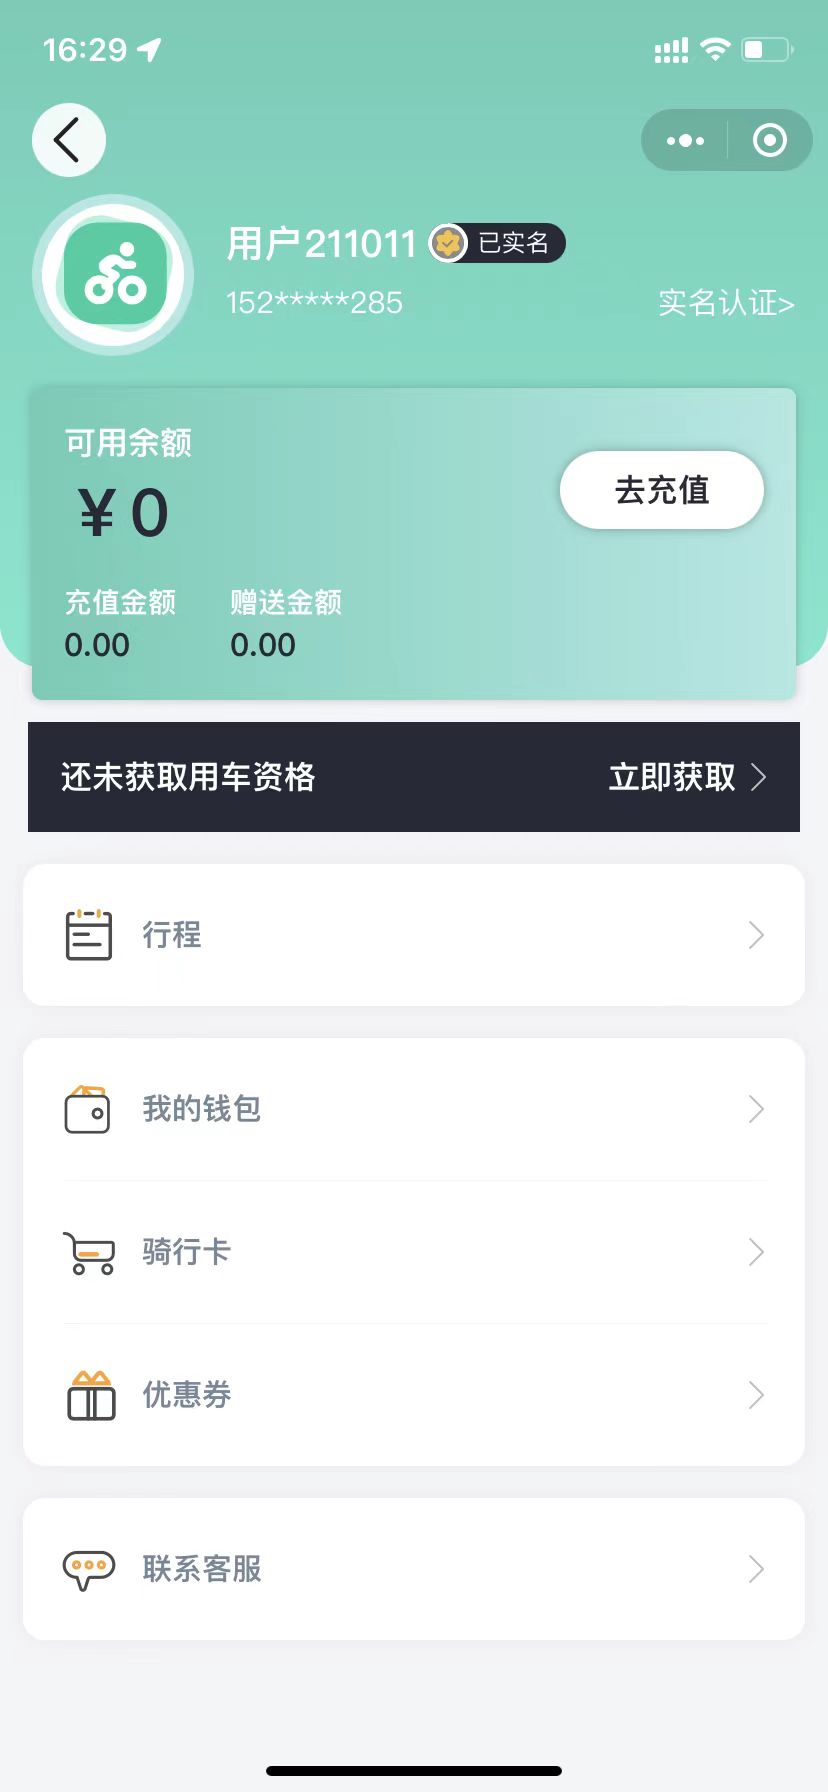 16:29
用户211011 已实名
152*****285
实名认证>
可用余额
¥0
去充值
充值金额 赠送金额
0.00 0.00
还未获取用车资格 立即获取
行程
我的钱包
骑行卡
优惠券
联系客服